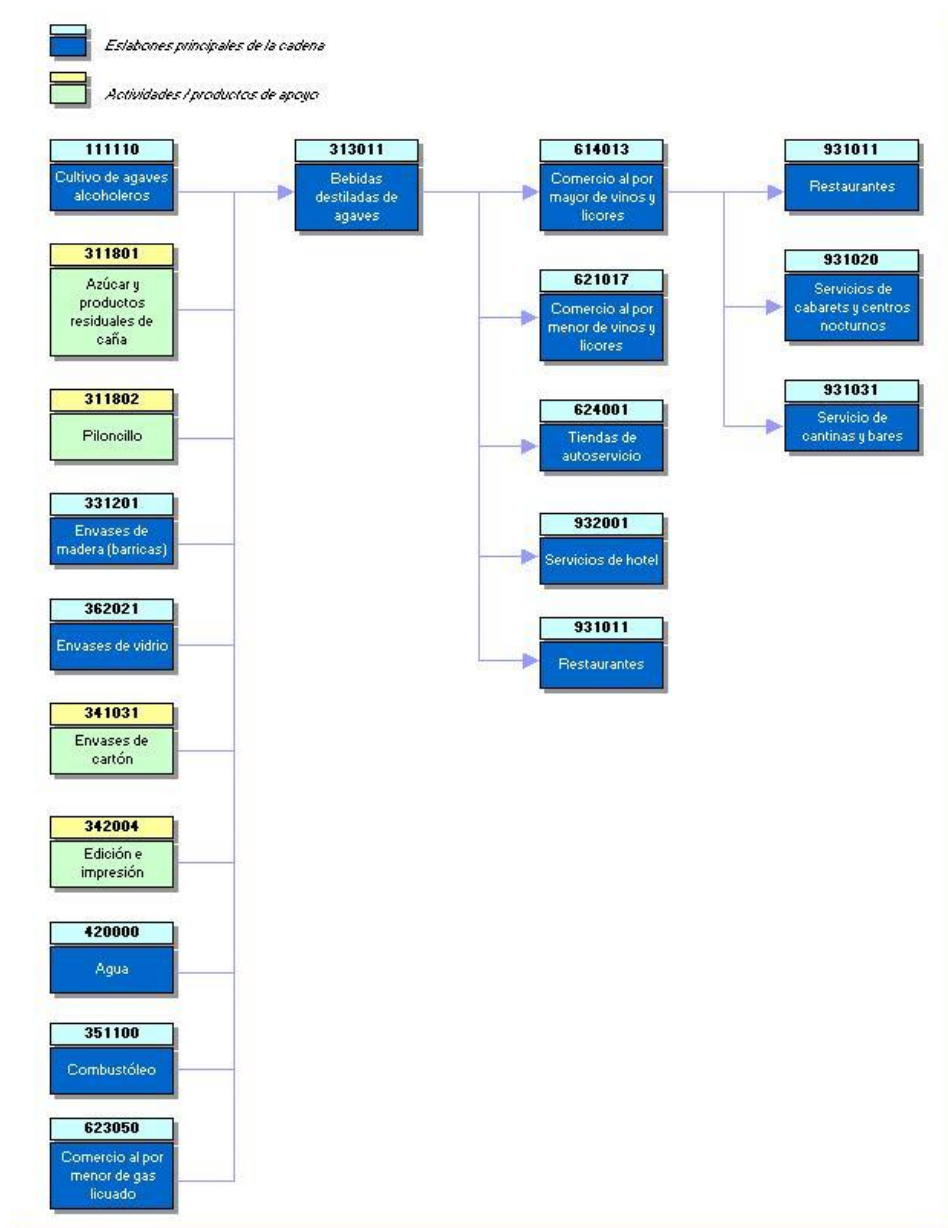 Eslabones principales de la cadena
Actividades / productos de apoyo
111110
Cultivo de agaves
alcoholeros
311801
Azúcar y
productos
residuales de
caña
311802
Piloncillo
331201
Envases de
madera (barricas)
362021
Envases de vidrio
341031
Envases de
cartón
342004
Edición e
impresión
420000
Agua
351100
Combustóleo
623050
Comercio al por
menor de gas
licuado
313011
Bebidas
destiladas de
agaves
614013
Comercio al por
mayor de vinos y
licores
621017
Comercio al por
menor de vinos y
licores
624001
Tiendas de
autoservicio
932001
Servicios de hotel
931011
Restaurantes
931011
Restaurantes
931020
Servicios de
cabarets y centros
nocturnos
931031
Servicio de
cantinas y bares